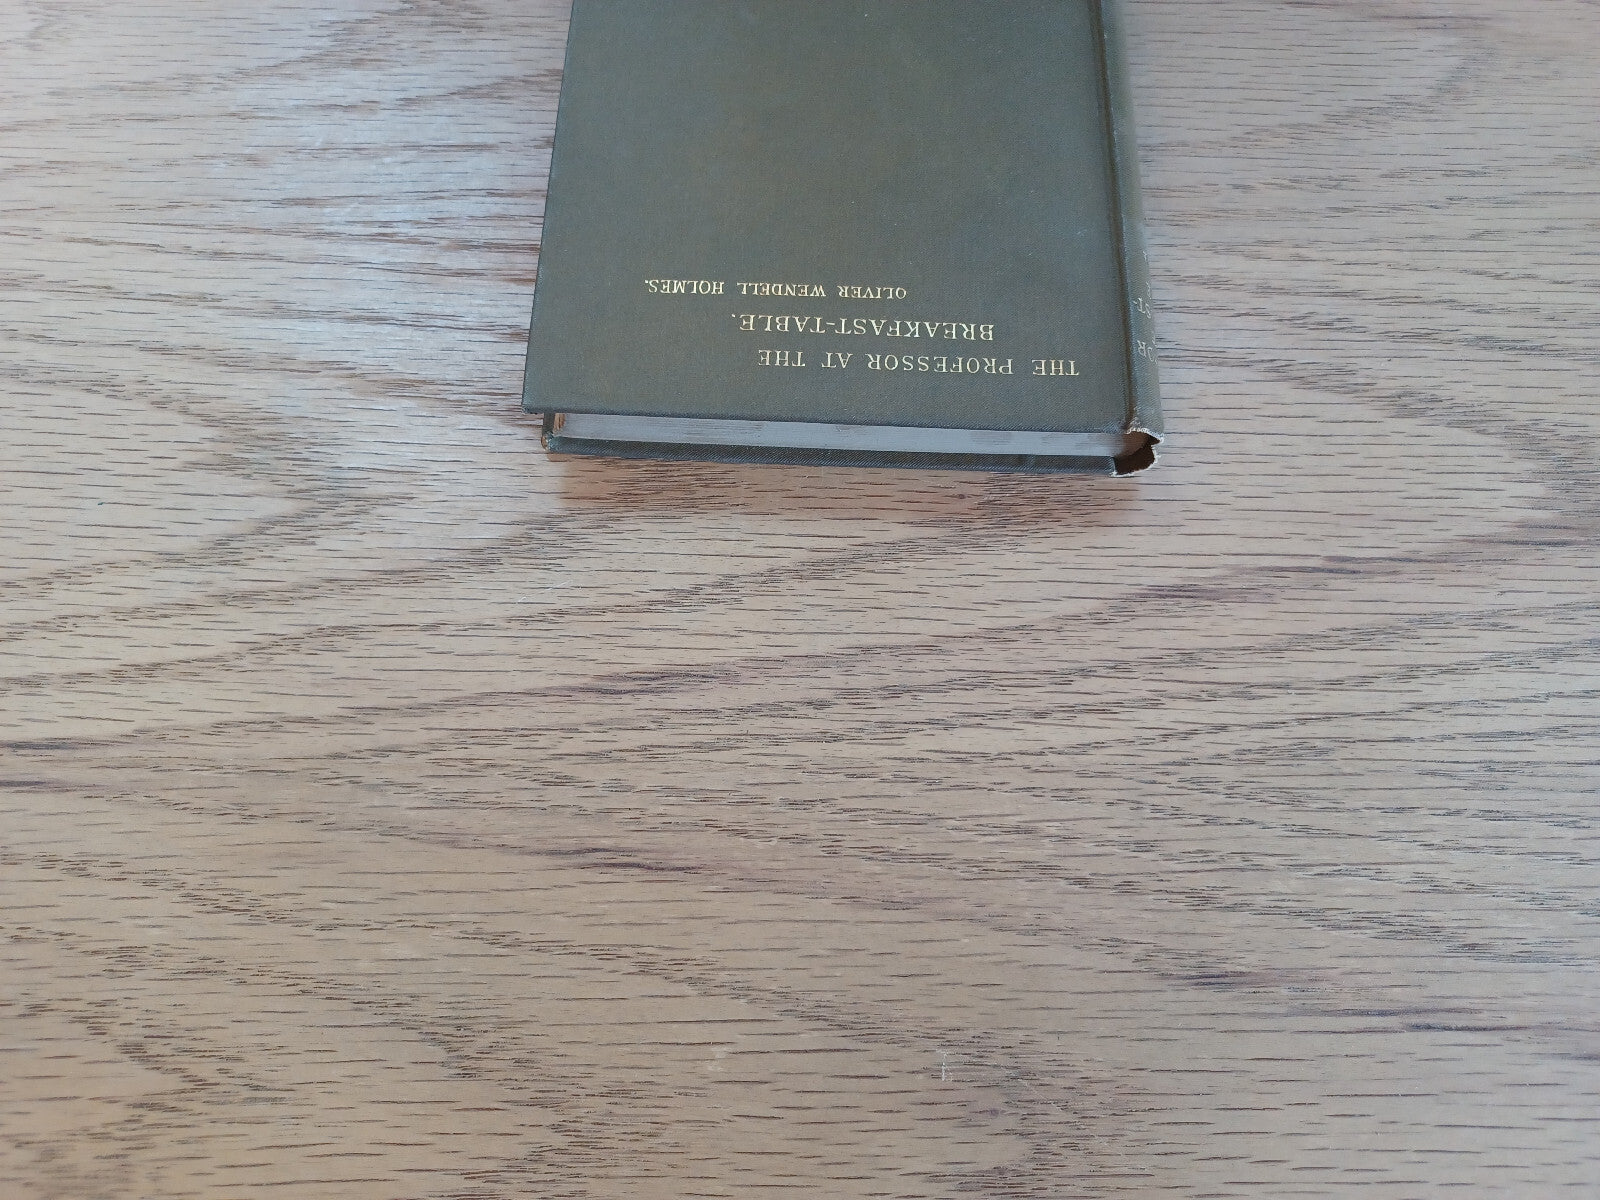 THE PROFESSOR AT THE
BREAKFAST-TABLE.
OLIVER WENDELL HOLMES.